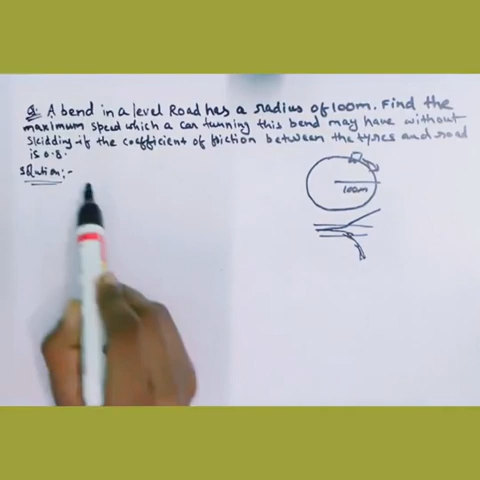 Q:- A bend in a level Road has a radius of 100m. Find the
maximum speed which a car turning this bend may have without
skidding if the coefficient of friction between the tyres and road
is 0.8.
Solution:-
100m